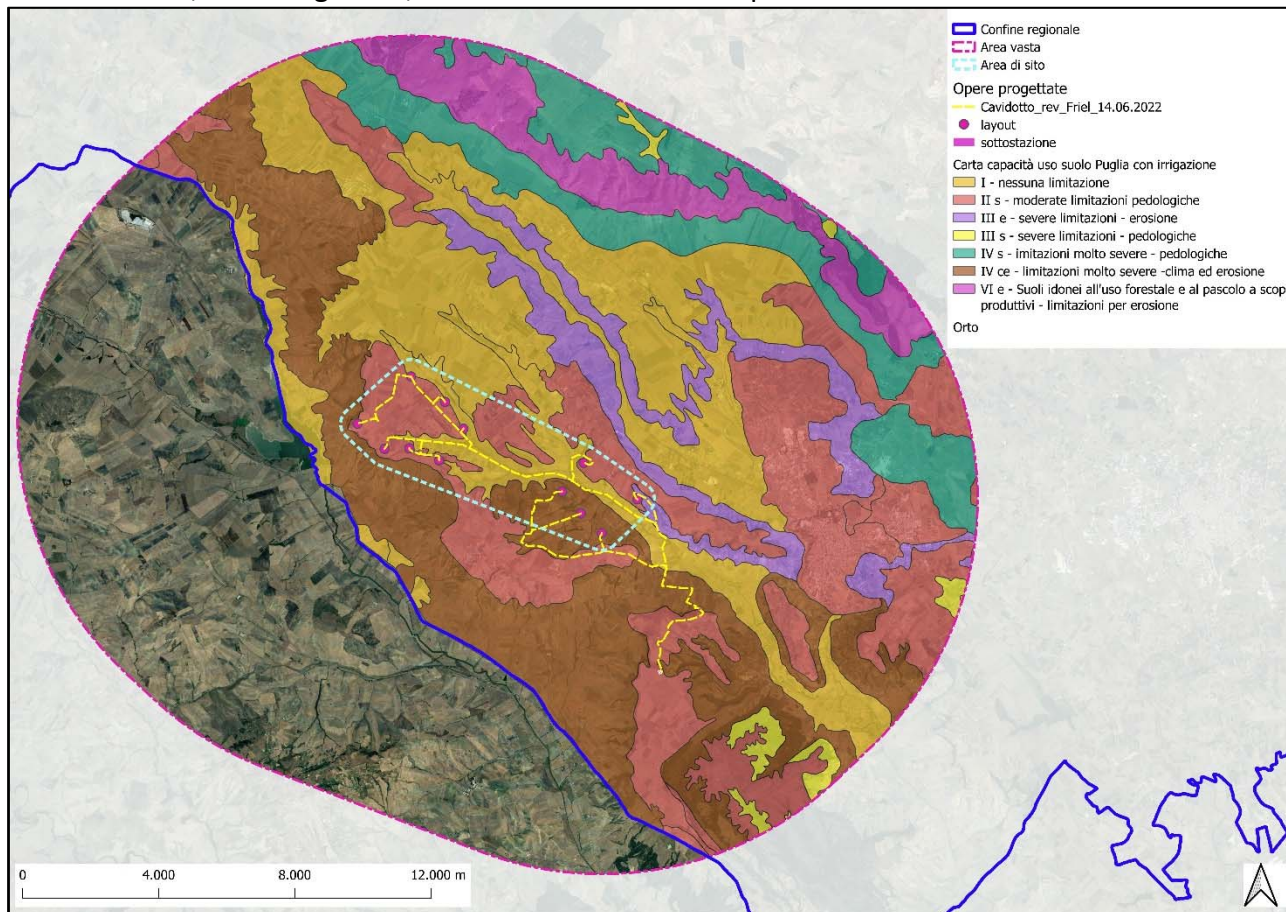 Confine regionale
Area vasta
Area di sito
Opere progettate
Cavidotto_rev_Friel_14.06.2022
layout
sottostazione
Carta capacità uso suolo Puglia con irrigazione
I - nessuna limitazione
II s - moderate limitazioni pedologiche
III e - severe limitazioni - erosione
III s - severe limitazioni - pedologiche
IV s - imitazioni molto severe - pedologiche
IV ce - limitazioni molto severe -clima ed erosione
VI e - Suoli idonei all'uso forestale e al pascolo a scop
produttivi - limitazioni per erosione
Orto
0 4.000 8.000 12.000 m